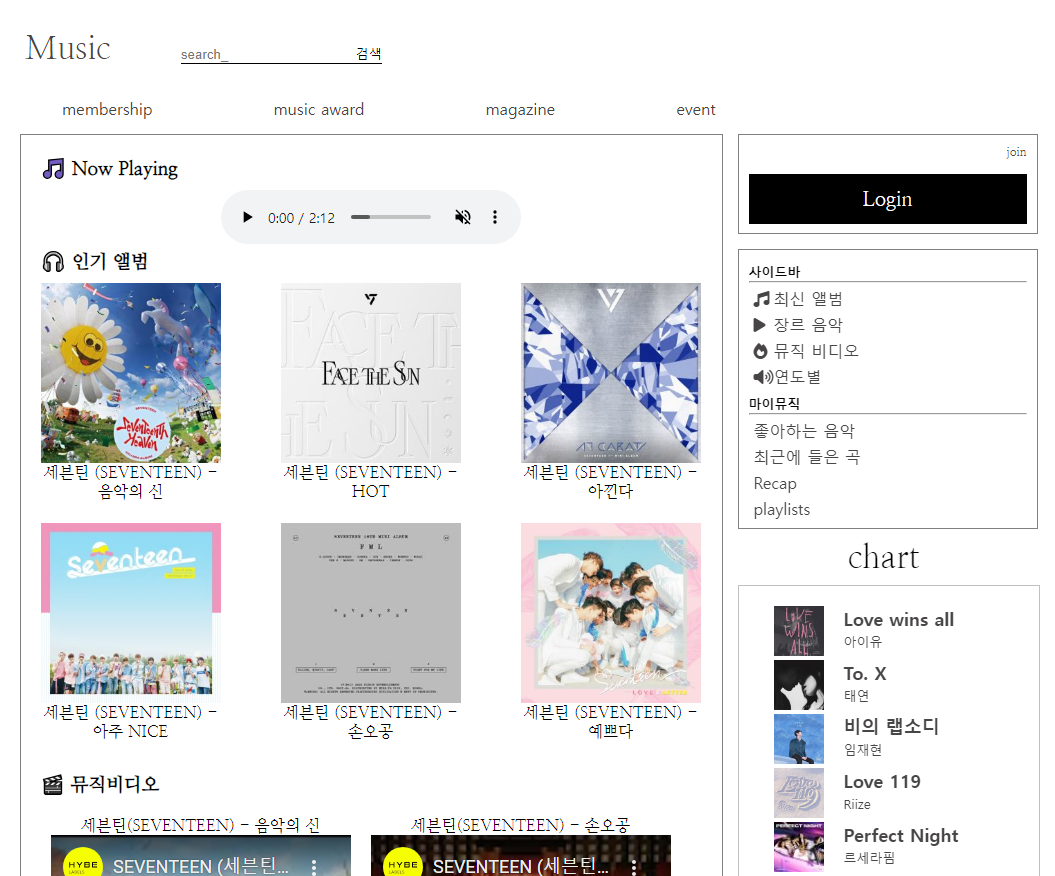 Music
search_ 검색
membership music award magazine event
Now Playing
0:00 / 2:12
인기 앨범
SEVENTEENTH HEAVEN
세븐틴 (SEVENTEEN) -
음악의 신
FACE THE SUN
세븐틴 (SEVENTEEN) -
HOT
AL1 CARAT
세븐틴 (SEVENTEEN) -
아낀다
Seventeen
세븐틴 (SEVENTEEN) -
아주 NICE
SEVENTEEN 10TH MINI ALBUM
F M L
세븐틴 (SEVENTEEN) -
손오공
Seventeen
LOVE & LETTER
세븐틴 (SEVENTEEN) -
예쁘다
뮤직비디오
세븐틴(SEVENTEEN) - 음악의 신
HYBE
LABELS
SEVENTEEN (세븐틴...
세븐틴(SEVENTEEN) - 손오공
HYBE
LABELS
SEVENTEEN (세븐틴...
join
Login
사이드바
최신 앨범
장르 음악
뮤직 비디오
연도별
마이뮤직
좋아하는 음악
최근에 들은 곡
Recap
playlists
chart
LOVE
WINS
ALL
Love wins all
아이유
To. X
태연
비의 랩소디
임재현
Love 119
Riize
PERFECT NIGHT
Perfect Night
르세라핌